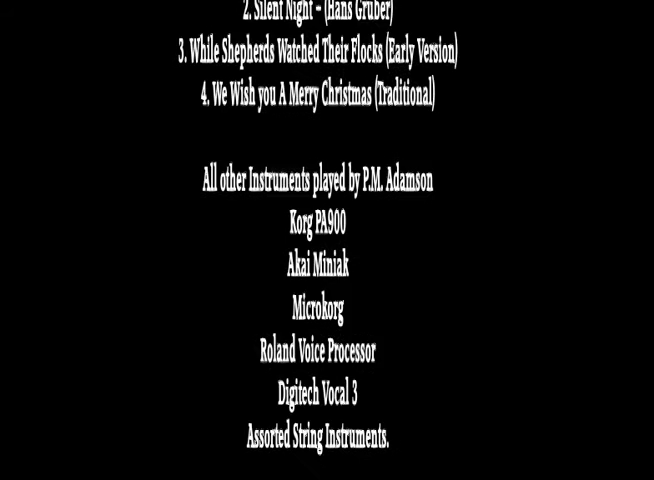 2. Silent Night – (Hans Gruber)
3. While Shepherds Watched Their Flocks (Early Version)
4. We Wish you A Merry Christmas (Traditional)
All other Instruments played by P.M. Adamson
Korg PA900
Akai Miniak
Microkorg
Roland Voice Processor
Digitech Vocal 3
Assorted String Instruments.